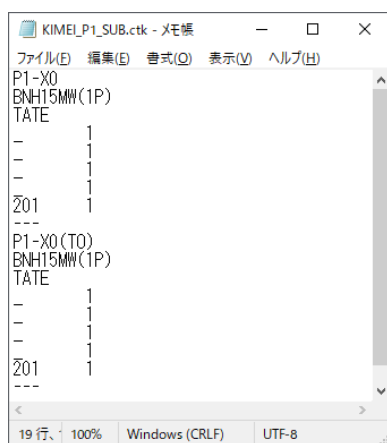 KIMEI_P1_SUB.ctk - メモ帳
ファイル(F) 編集(E) 書式(O) 表示(V) ヘルプ(H)
P1-X0
BNH15MW(1P)
TATE
_ 1
_ 1
_ 1
_ 1
201 1
---
P1-X0(TO)
BNH15MW(1P)
TATE
_ 1
_ 1
_ 1
_ 1
201 1
---
19 行、 100% Windows (CRLF) UTF-8